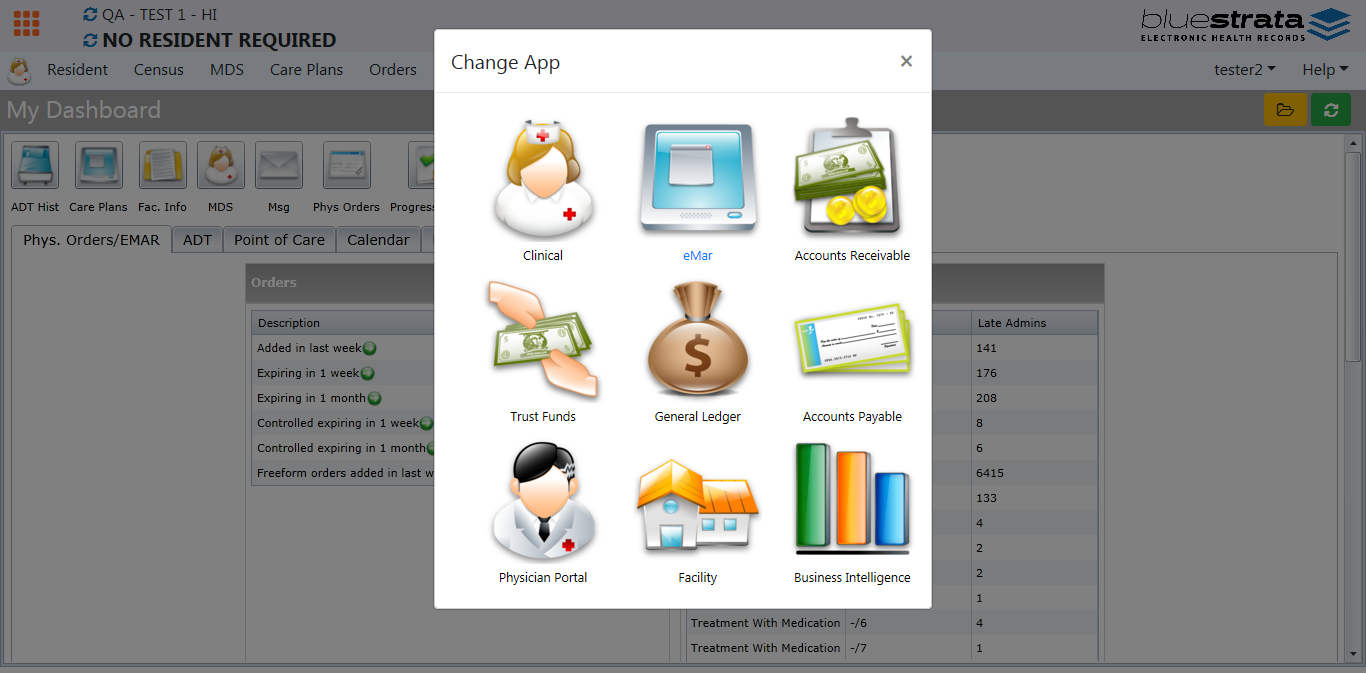 QA - TEST 1 - HI
NO RESIDENT REQUIRED
bluestrata
ELECTRONIC HEALTH RECORDS
Resident Census MDS Care Plans Orders
tester2 Help
My Dashboard
ADT Hist Care Plans Fac. Info MDS Msg Phys Orders Progress
Phys. Orders/EMAR ADT Point of Care Calendar
Change App
×
Clinical eMar Accounts Receivable
Trust Funds General Ledger Accounts Payable
Physician Portal Facility Business Intelligence
Orders
Description
Added in last week
Expiring in 1 week
Expiring in 1 month
Controlled expiring in 1 week
Controlled expiring in 1 month
Freeform orders added in last w
Late Admins
141
176
208
8
6
6415
133
4
2
2
1
Treatment With Medication -/6 4
Treatment With Medication -/7 1